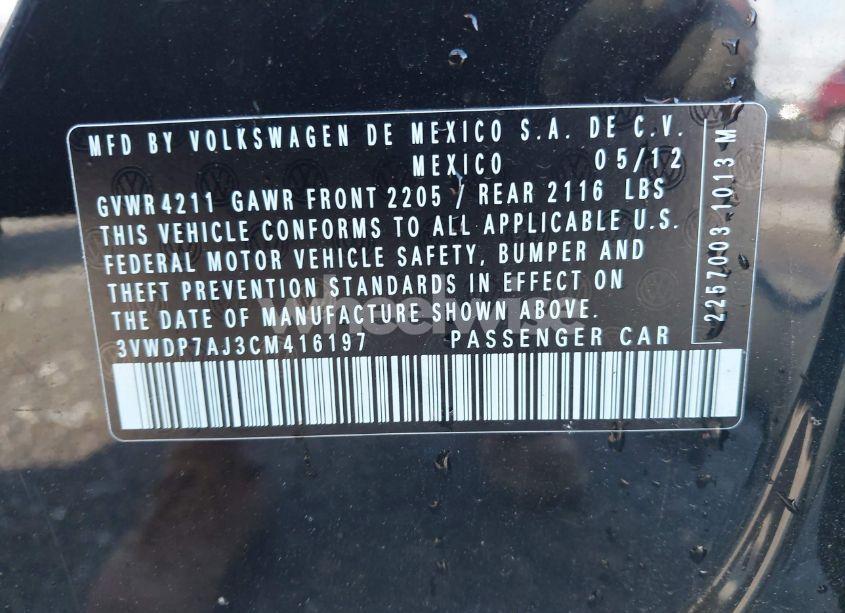 MFD BY VOLKSWAGEN DE MEXICO S.A. DE C.V.
MEXICO 05/12
GVWR4211 GAWR FRONT 2205 / REAR 2116 LBS
THIS VEHICLE CONFORMS TO ALL APPLICABLE U.S.
FEDERAL MOTOR VEHICLE SAFETY, BUMPER AND
THEFT PREVENTION STANDARDS IN EFFECT ON
THE DATE OF MANUFACTURE SHOWN ABOVE.
3VWDP7AJ3CM416197 PASSENGER CAR
2257003 1013 M